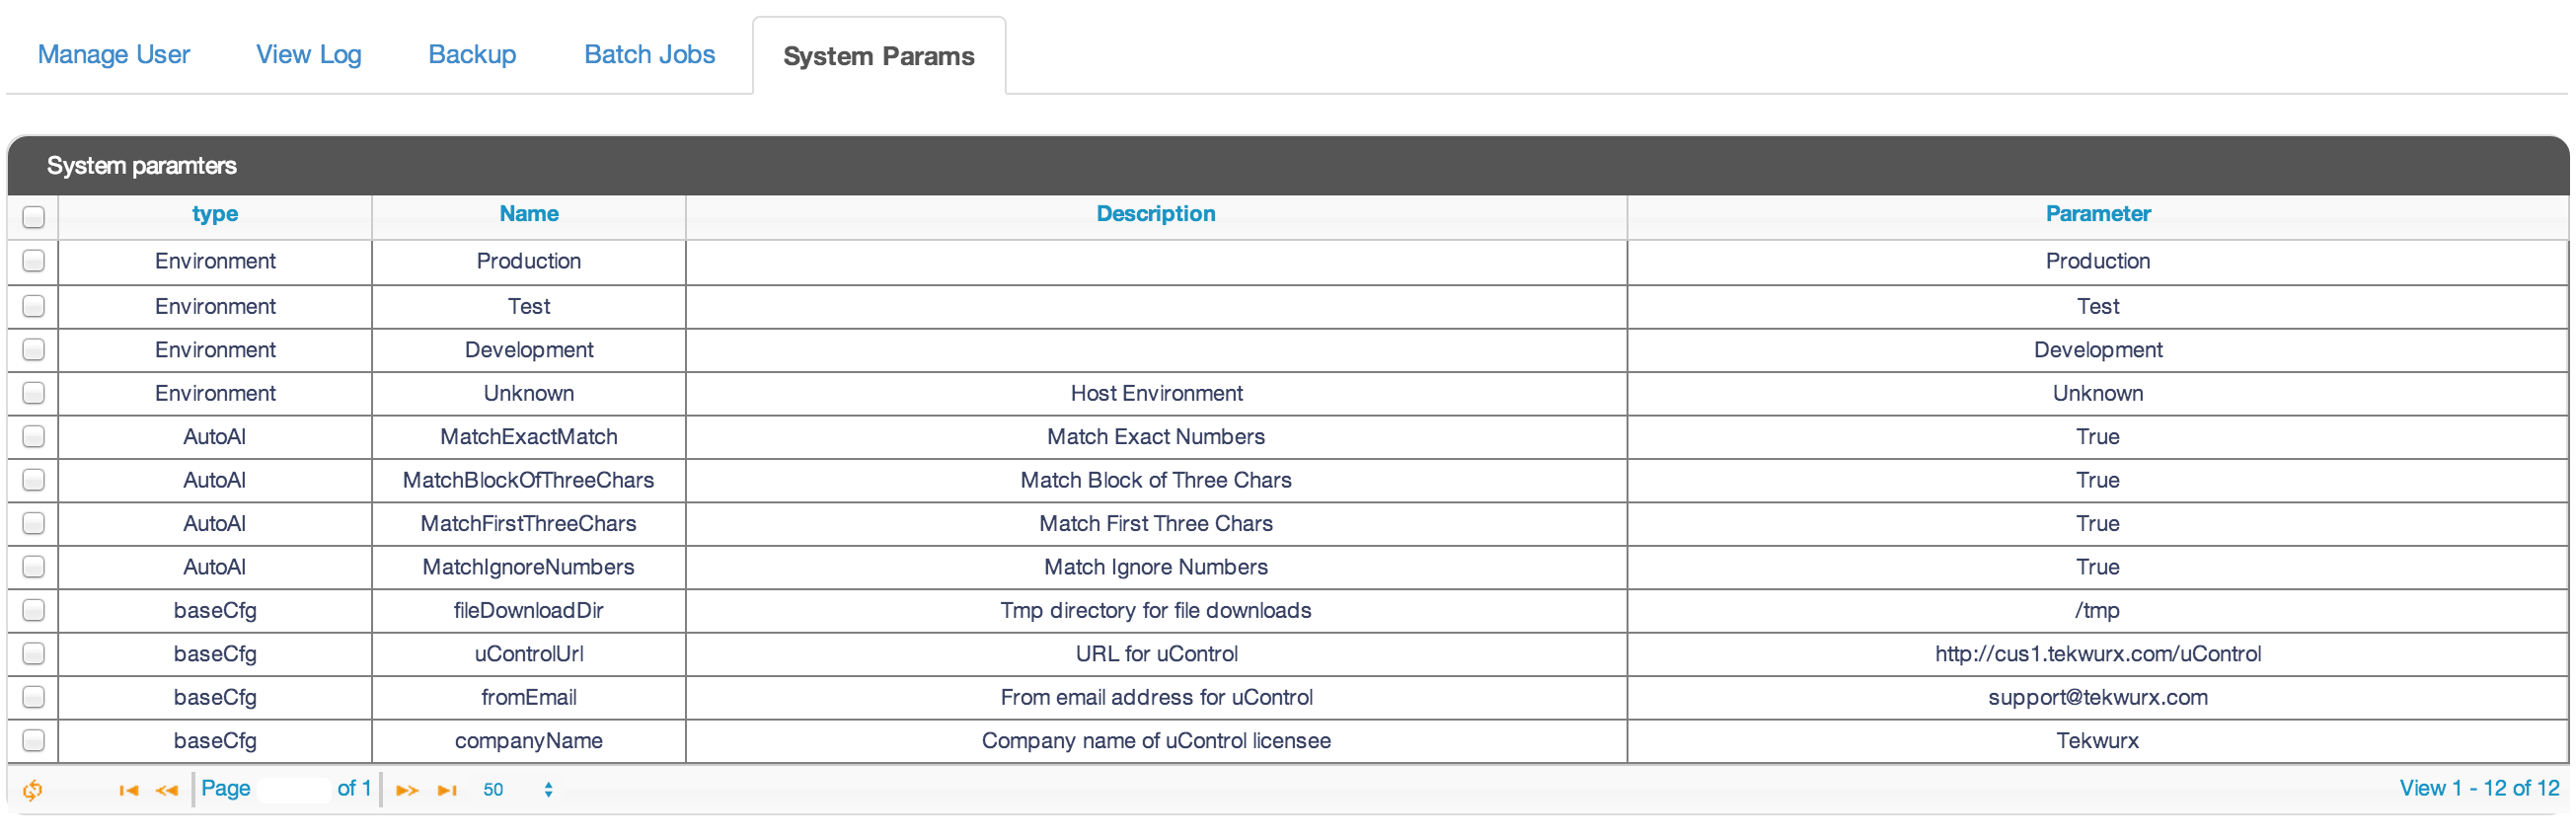 Manage User View Log Backup Batch Jobs System Params
System paramters
type Name Description Parameter
Environment Production Production
Environment Test Test
Environment Development Development
Environment Unknown Host Environment Unknown
AutoAI MatchExactMatch Match Exact Numbers True
AutoAI MatchBlockOfThreeChars Match Block of Three Chars True
AutoAI MatchFirstThreeChars Match First Three Chars True
AutoAI MatchIgnoreNumbers Match Ignore Numbers True
baseCfg fileDownloadDir Tmp directory for file downloads /tmp
baseCfg uControlUrl URL for uControl http://cus1.tekwurx.com/uControl
baseCfg fromEmail From email address for uControl support@tekwurx.com
baseCfg companyName Company name of uControl licensee Tekwurx
Page of 1 50 View 1 - 12 of 12